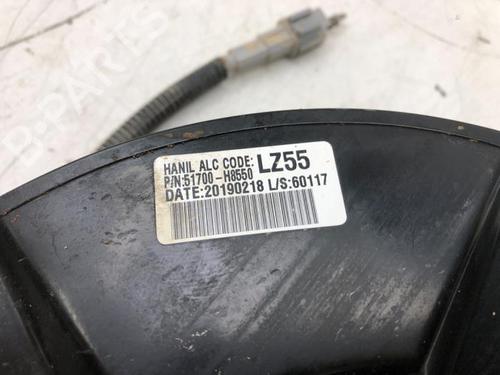 HANIL ALC CODE: LZ55
P/N:51700-H8550
DATE:20190218 L/S:60117
B-PARTS